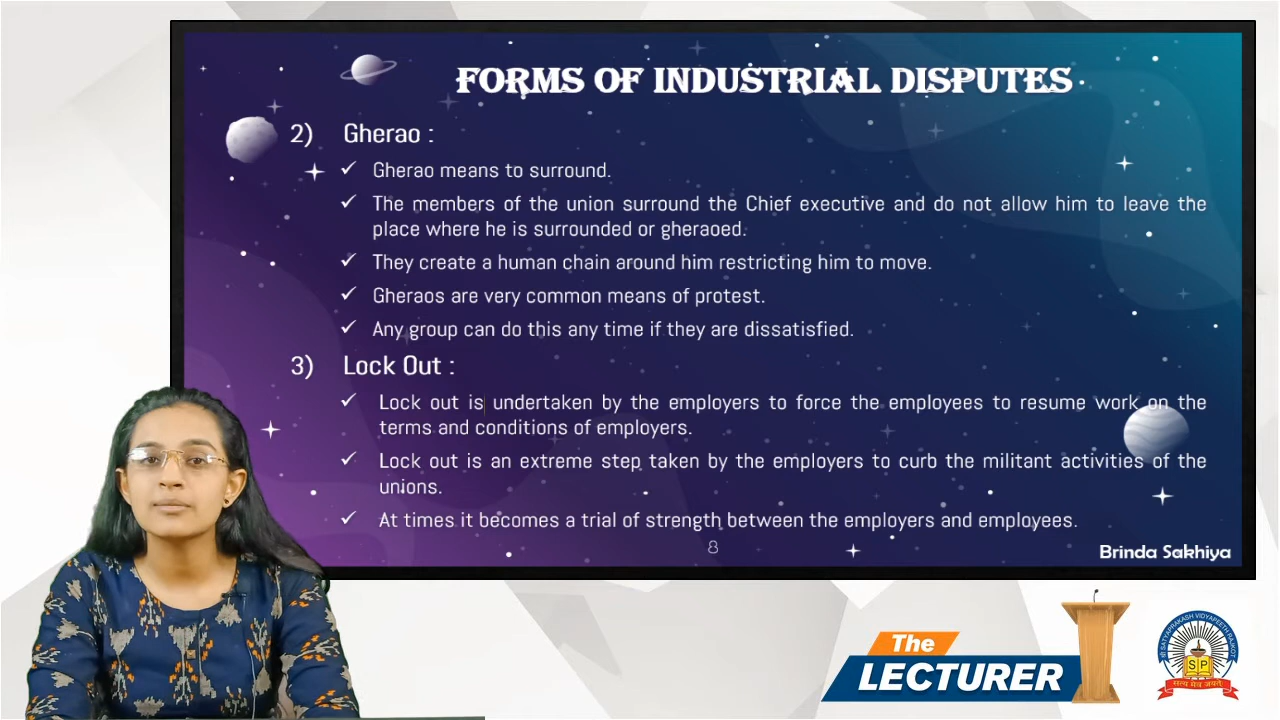 FORMS OF INDUSTRIAL DISPUTES
2) Gherao :
✓ Gherao means to surround.
✓ The members of the union surround the Chief executive and do not allow him to leave the
place where he is surrounded or gheraoed.
✓ They create a human chain around him restricting him to move.
✓ Gheraos are very common means of protest.
✓ Any group can do this any time if they are dissatisfied.
3) Lock Out :
✓ Lock out is undertaken by the employers to force the employees to resume work on the
terms and conditions of employers.
✓ Lock out is an extreme step taken by the employers to curb the militant activities of the
unions.
✓ At times it becomes a trial of strength between the employers and employees.
8
Brinda Sakhiya
The
LECTURER
SATYAPRAKASH VIDYAPEETH RAJKOT
SP
सत्य मेव जयते